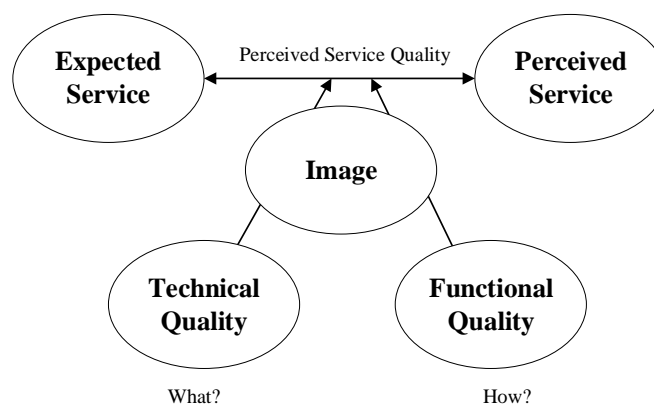 Perceived Service Quality
Expected
Service
Perceived
Service
Image
Technical
Quality
Functional
Quality
What?
How?